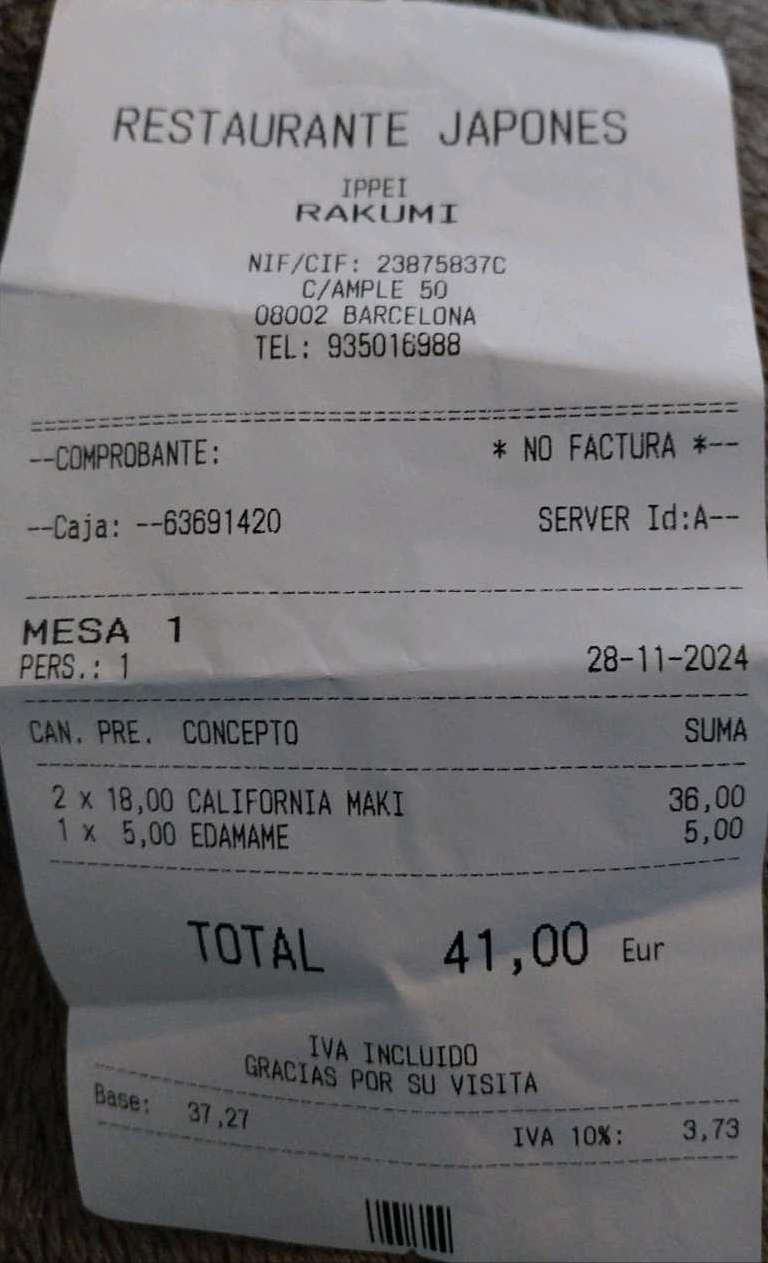 RESTAURANTE JAPONES
IPPEI
RAKUMI
NIF/CIF: 23875837C
C/AMPLE 50
08002 BARCELONA
TEL: 935016988
--COMPROBANTE: * NO FACTURA *--
--Caja: --63691420 SERVER Id:A--
MESA 1
PERS.: 1 28-11-2024
CAN. PRE. CONCEPTO SUMA
2 x 18,00 CALIFORNIA MAKI 36,00
1 x 5,00 EDAMAME 5,00
TOTAL 41,00 Eur
IVA INCLUIDO
GRACIAS POR SU VISITA
Base: 37,27 IVA 10%: 3,73